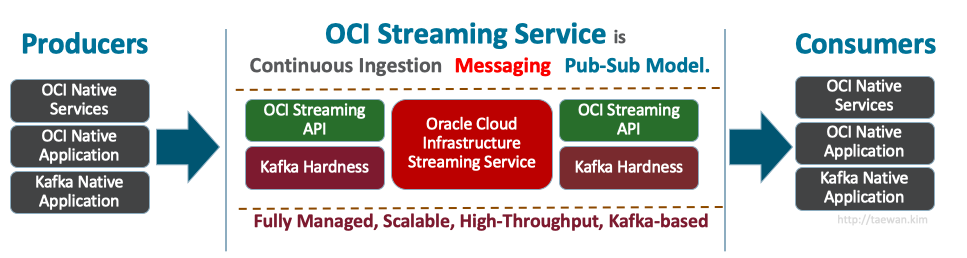 Producers
OCI Native
Services
OCI Native
Application
Kafka Native
Application
OCI Streaming Service is
Continuous Ingestion Messaging Pub-Sub Model.
OCI Streaming
API
Kafka Hardness
Oracle Cloud
Infrastructure
Streaming Service
OCI Streaming
API
Kafka Hardness
Fully Managed, Scalable, High-Throughput, Kafka-based
Consumers
OCI Native
Services
OCI Native
Application
Kafka Native
Application
http://taewan.kim